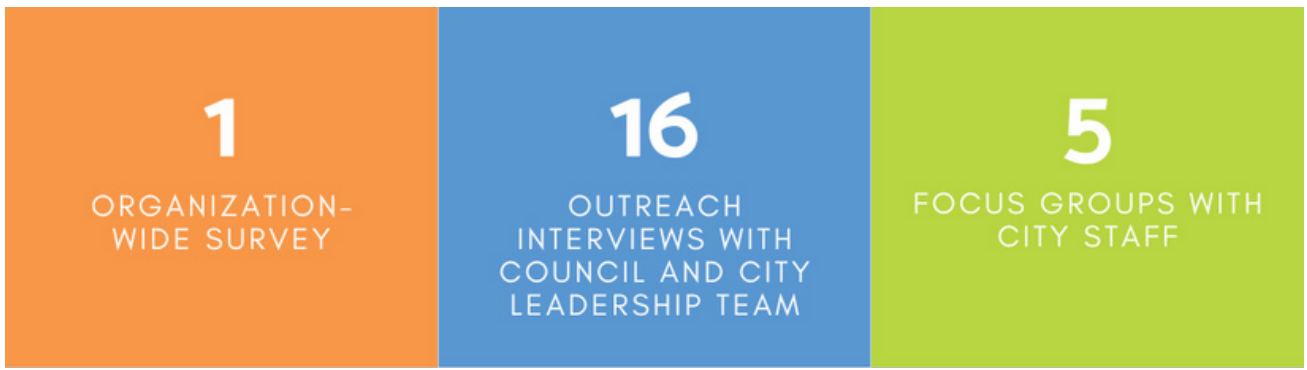 1
ORGANIZATION-
WIDE SURVEY
16
OUTREACH
INTERVIEWS WITH
COUNCIL AND CITY
LEADERSHIP TEAM
5
FOCUS GROUPS WITH
CITY STAFF